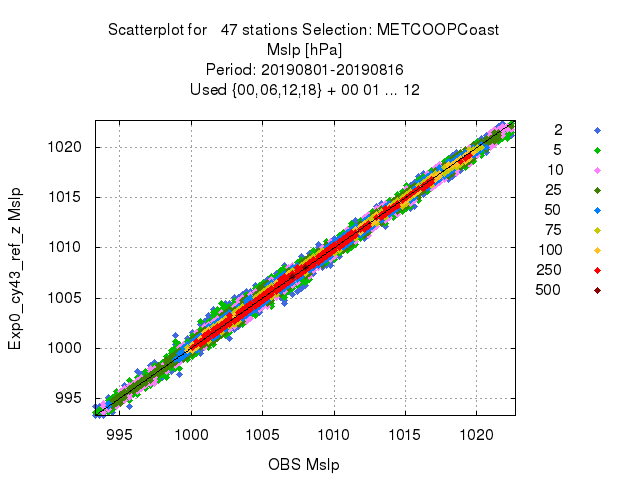 Scatterplot for   47 stations Selection: METCOOPCoast
Mslp [hPa]
Period: 20190801-20190816
Used {00,06,12,18} + 00 01 ... 12
Exp0_cy43_ref_z Mslp
1020
1015
1010
1005
1000
995
995 1000 1005 1010 1015 1020
OBS Mslp
2
5
10
25
50
75
100
250
500